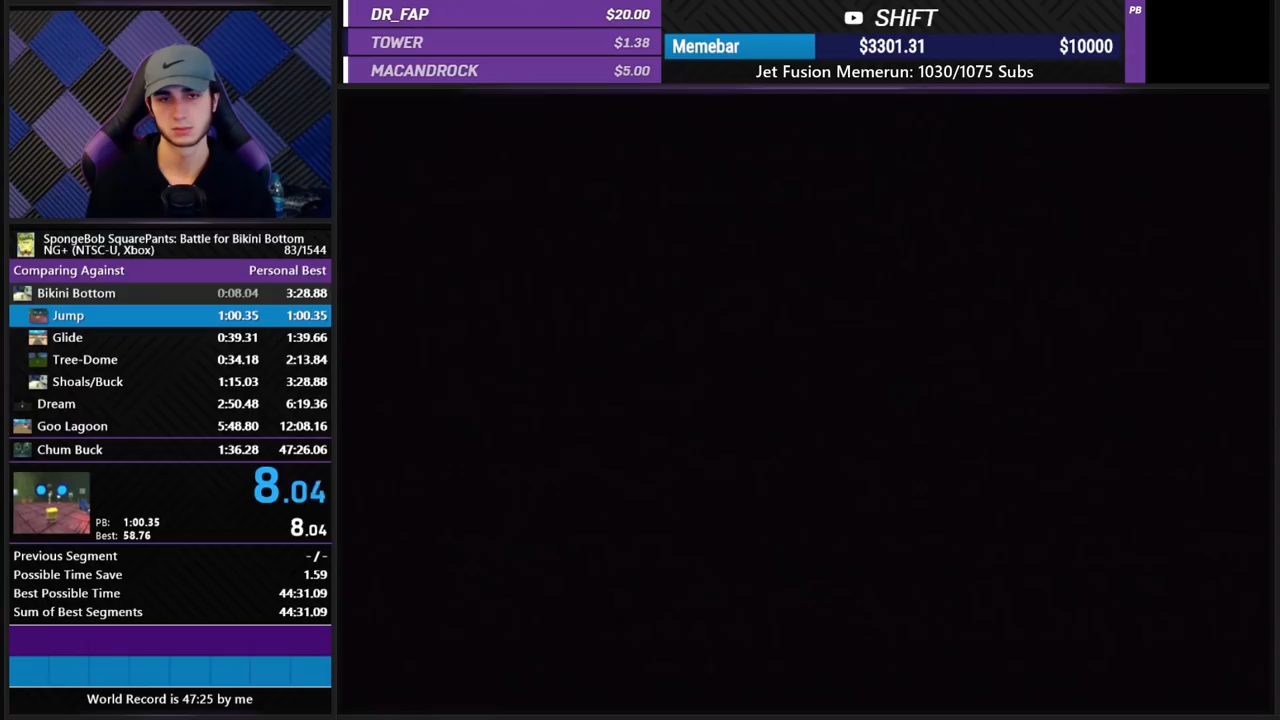 DR_FAP $20.00
TOWER $1.38
MACANDROCK $5.00
SHiFT
Memebar $3301.31 $10000
Jet Fusion Memerun: 1030/1075 Subs
PB
SpongeBob SquarePants: Battle for Bikini Bottom
NG+ (NTSC-U, Xbox) 83/1544
Comparing Against Personal Best
Bikini Bottom 0:08.04 3:28.88
Jump 1:00.35 1:00.35
Glide 0:39.31 1:39.66
Tree-Dome 0:34.18 2:13.84
Shoals/Buck 1:15.03 3:28.88
Dream 2:50.48 6:19.36
Goo Lagoon 5:48.80 12:08.16
Chum Buck 1:36.28 47:26.06
8.04
PB: 1:00.35
Best: 58.76 8.04
Previous Segment -/-
Possible Time Save 1.59
Best Possible Time 44:31.09
Sum of Best Segments 44:31.09
World Record is 47:25 by me